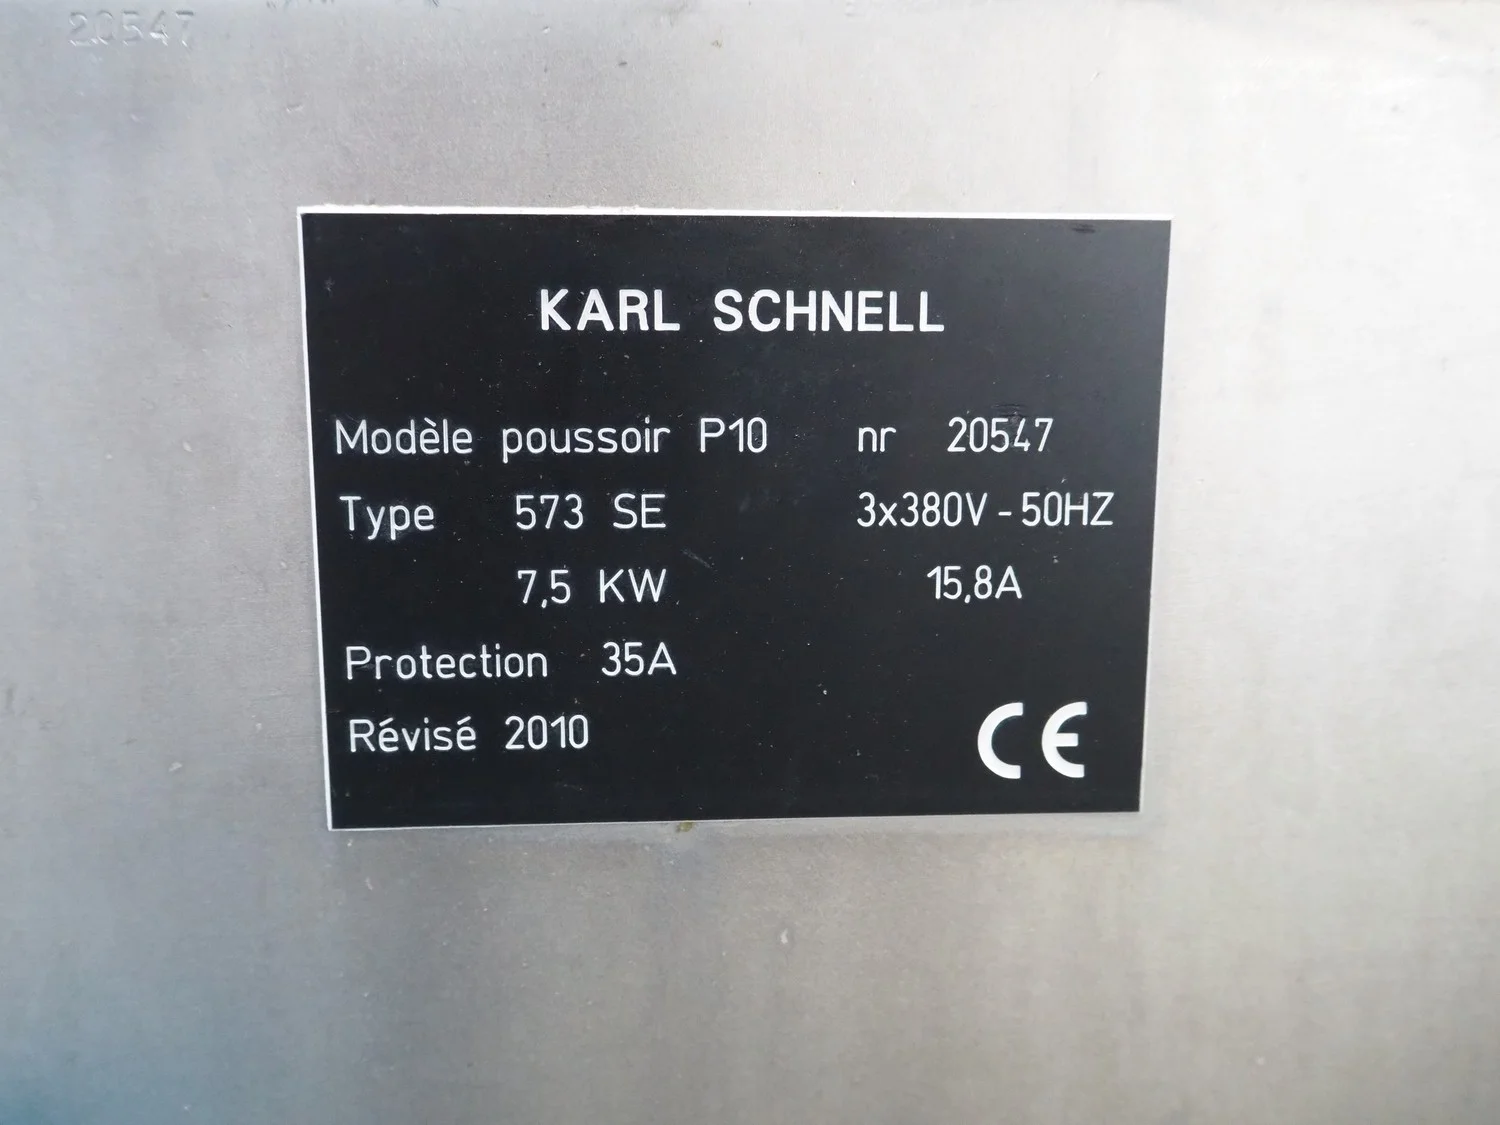 20547
KARL SCHNELL
Modèle poussoir P10 nr 20547
Type 573 SE 3x380V - 50HZ
7,5 KW 15,8A
Protection 35A
Révisé 2010
CE